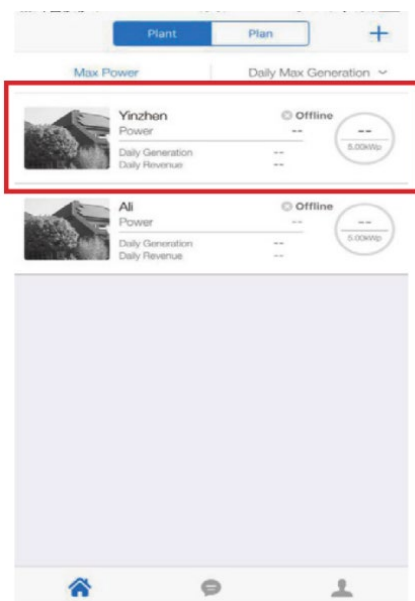 Plant Plan +
Max Power Daily Max Generation
Yinzhen Offline
Power -- --
Daily Generation -- 5.00kWp
Daily Revenue --
Ali Offline
Power -- --
Daily Generation -- 5.00kWp
Daily Revenue --